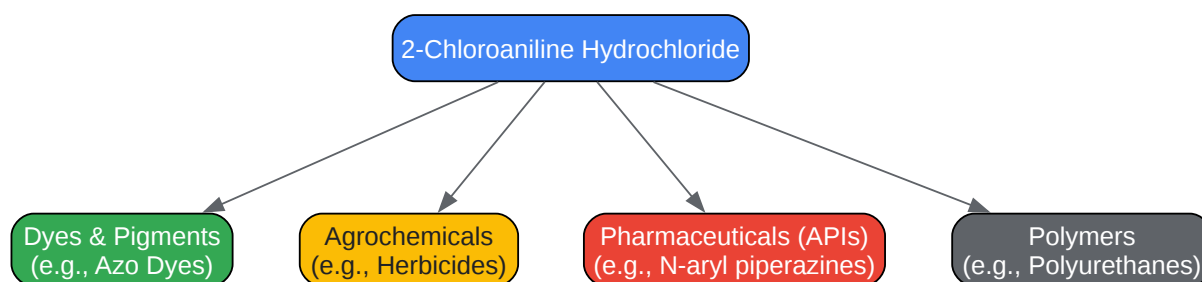 2-Chloroaniline Hydrochloride
Dyes & Pigments
(e.g., Azo Dyes)
Agrochemicals
(e.g., Herbicides)
Pharmaceuticals (APIs)
(e.g., N-aryl piperazines)
Polymers
(e.g., Polyurethanes)